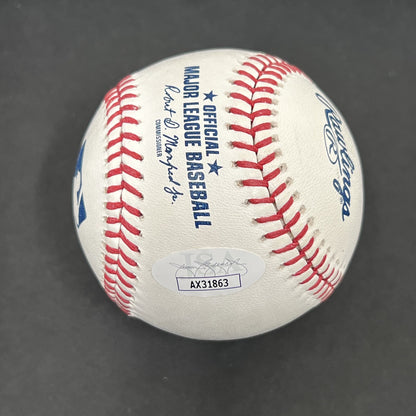 OFFICIAL
MAJOR LEAGUE BASEBALL
Robert D. Manfred Jr.
COMMISSIONER
Rawlings
R
JSA
AX31863